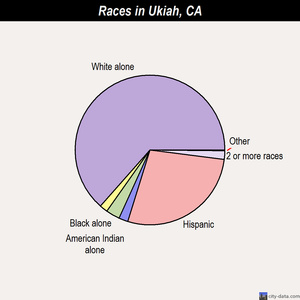 Races in Ukiah, CA
White alone
Other
2 or more races
Hispanic
Black alone
American Indian
alone
city-data.com